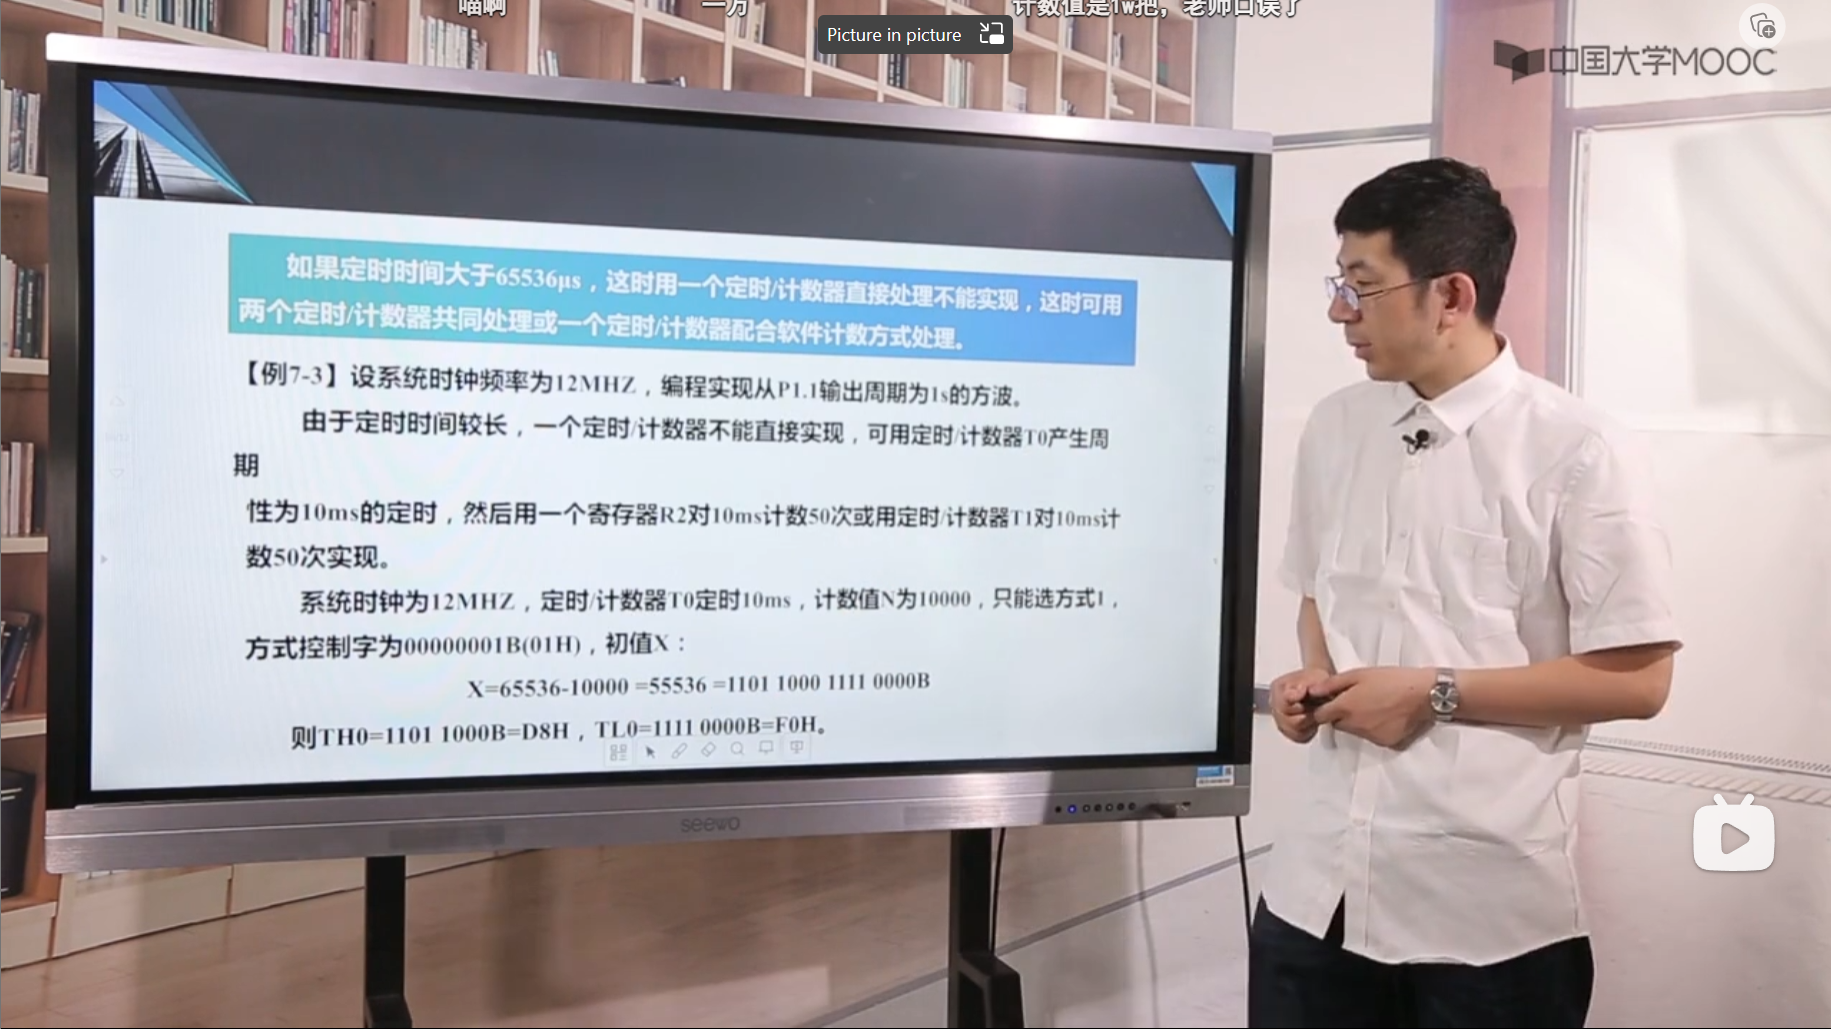 喵啊
一万
计数值是1w把，老师口误了
Picture in picture
中国大学MOOC
如果定时时间大于65536μs，这时用一个定时/计数器直接处理不能实现，这时可用
两个定时/计数器共同处理或一个定时/计数器配合软件计数方式处理。
【例7-3】设系统时钟频率为12MHZ，编程实现从P1.1输出周期为1s的方波。
由于定时时间较长，一个定时/计数器不能直接实现，可用定时/计数器T0产生周
期
性为10ms的定时，然后用一个寄存器R2对10ms计数50次或用定时/计数器T1对10ms计
数50次实现。
系统时钟为12MHZ，定时/计数器T0定时10ms，计数值N为10000，只能选方式1，
方式控制字为00000001B(01H)，初值X：
X=65536-10000 =55536 =1101 1000 1111 0000B
则TH0=1101 1000B=D8H，TL0=1111 0000B=F0H。
seewo